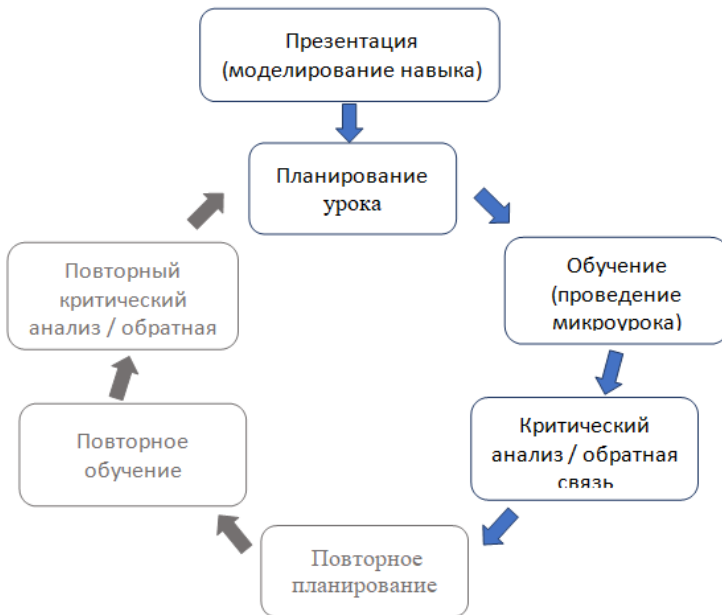 Презентация
(моделирование навыка)
Планирование
урока
Обучение
(проведение
микроурока)
Критический
анализ / обратная
связь
Повторное
планирование
Повторное
обучение
Повторный
критический
анализ / обратная